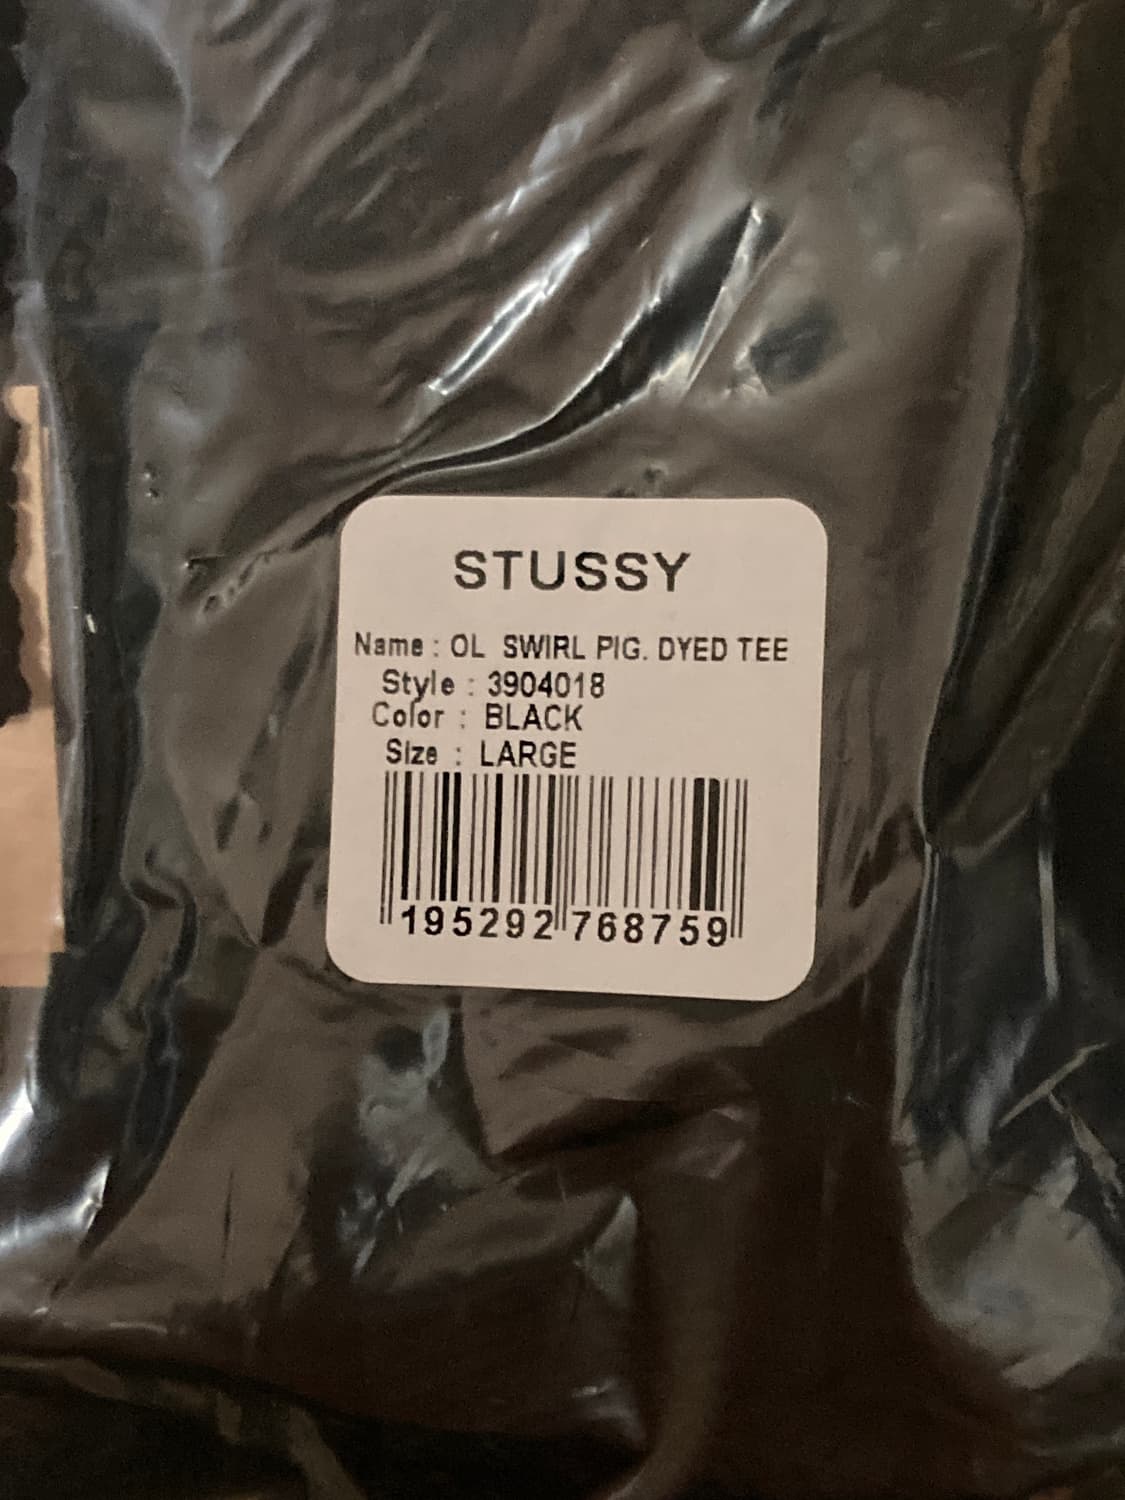 STUSSY
Name : OL SWIRL PIG. DYED TEE
Style : 3904018
Color : BLACK
Size : LARGE
195292 768759